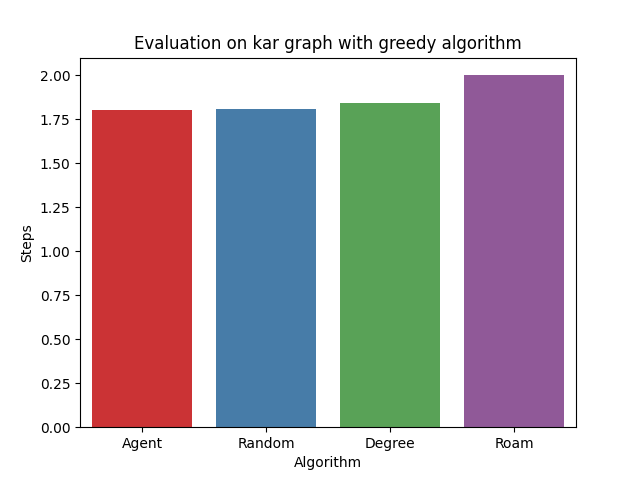 Evaluation on kar graph with greedy algorithm
2.00
1.75
1.50
1.25
1.00
0.75
0.50
0.25
0.00
Steps
Agent Random Degree Roam
Algorithm